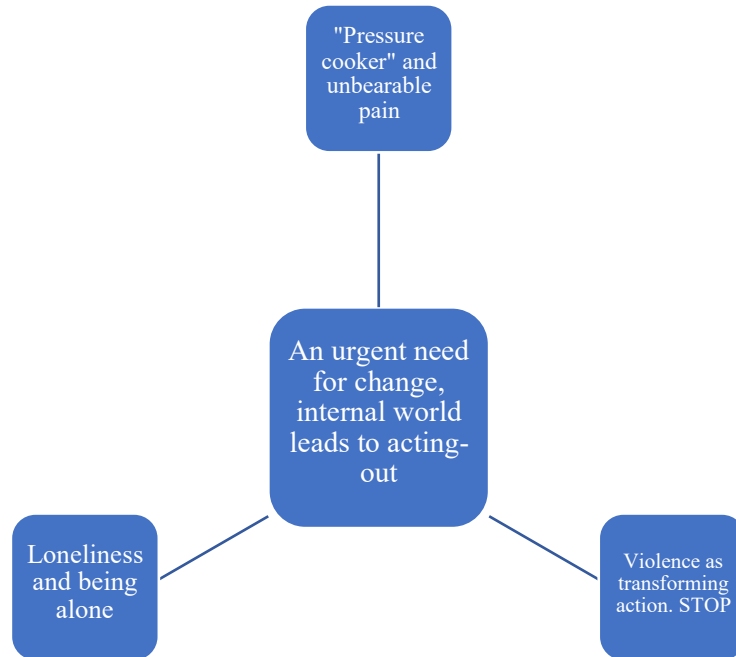 "Pressure
cooker" and
unbearable
pain
An urgent need
for change,
internal world
leads to acting-
out
Loneliness
and being
alone
Violence as
transforming
action. STOP